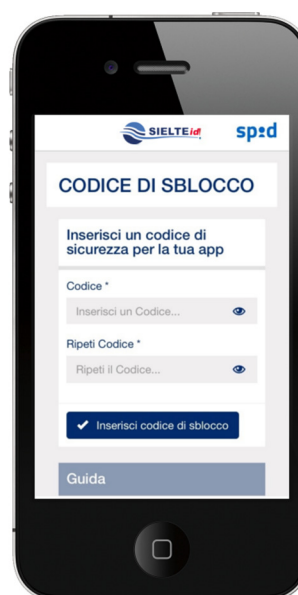 SIELTEid!
spid
CODICE DI SBLOCCO
Inserisci un codice di
sicurezza per la tua app
Codice *
Inserisci un Codice...
Ripeti Codice *
Ripeti il Codice...
Inserisci codice di sblocco
Guida